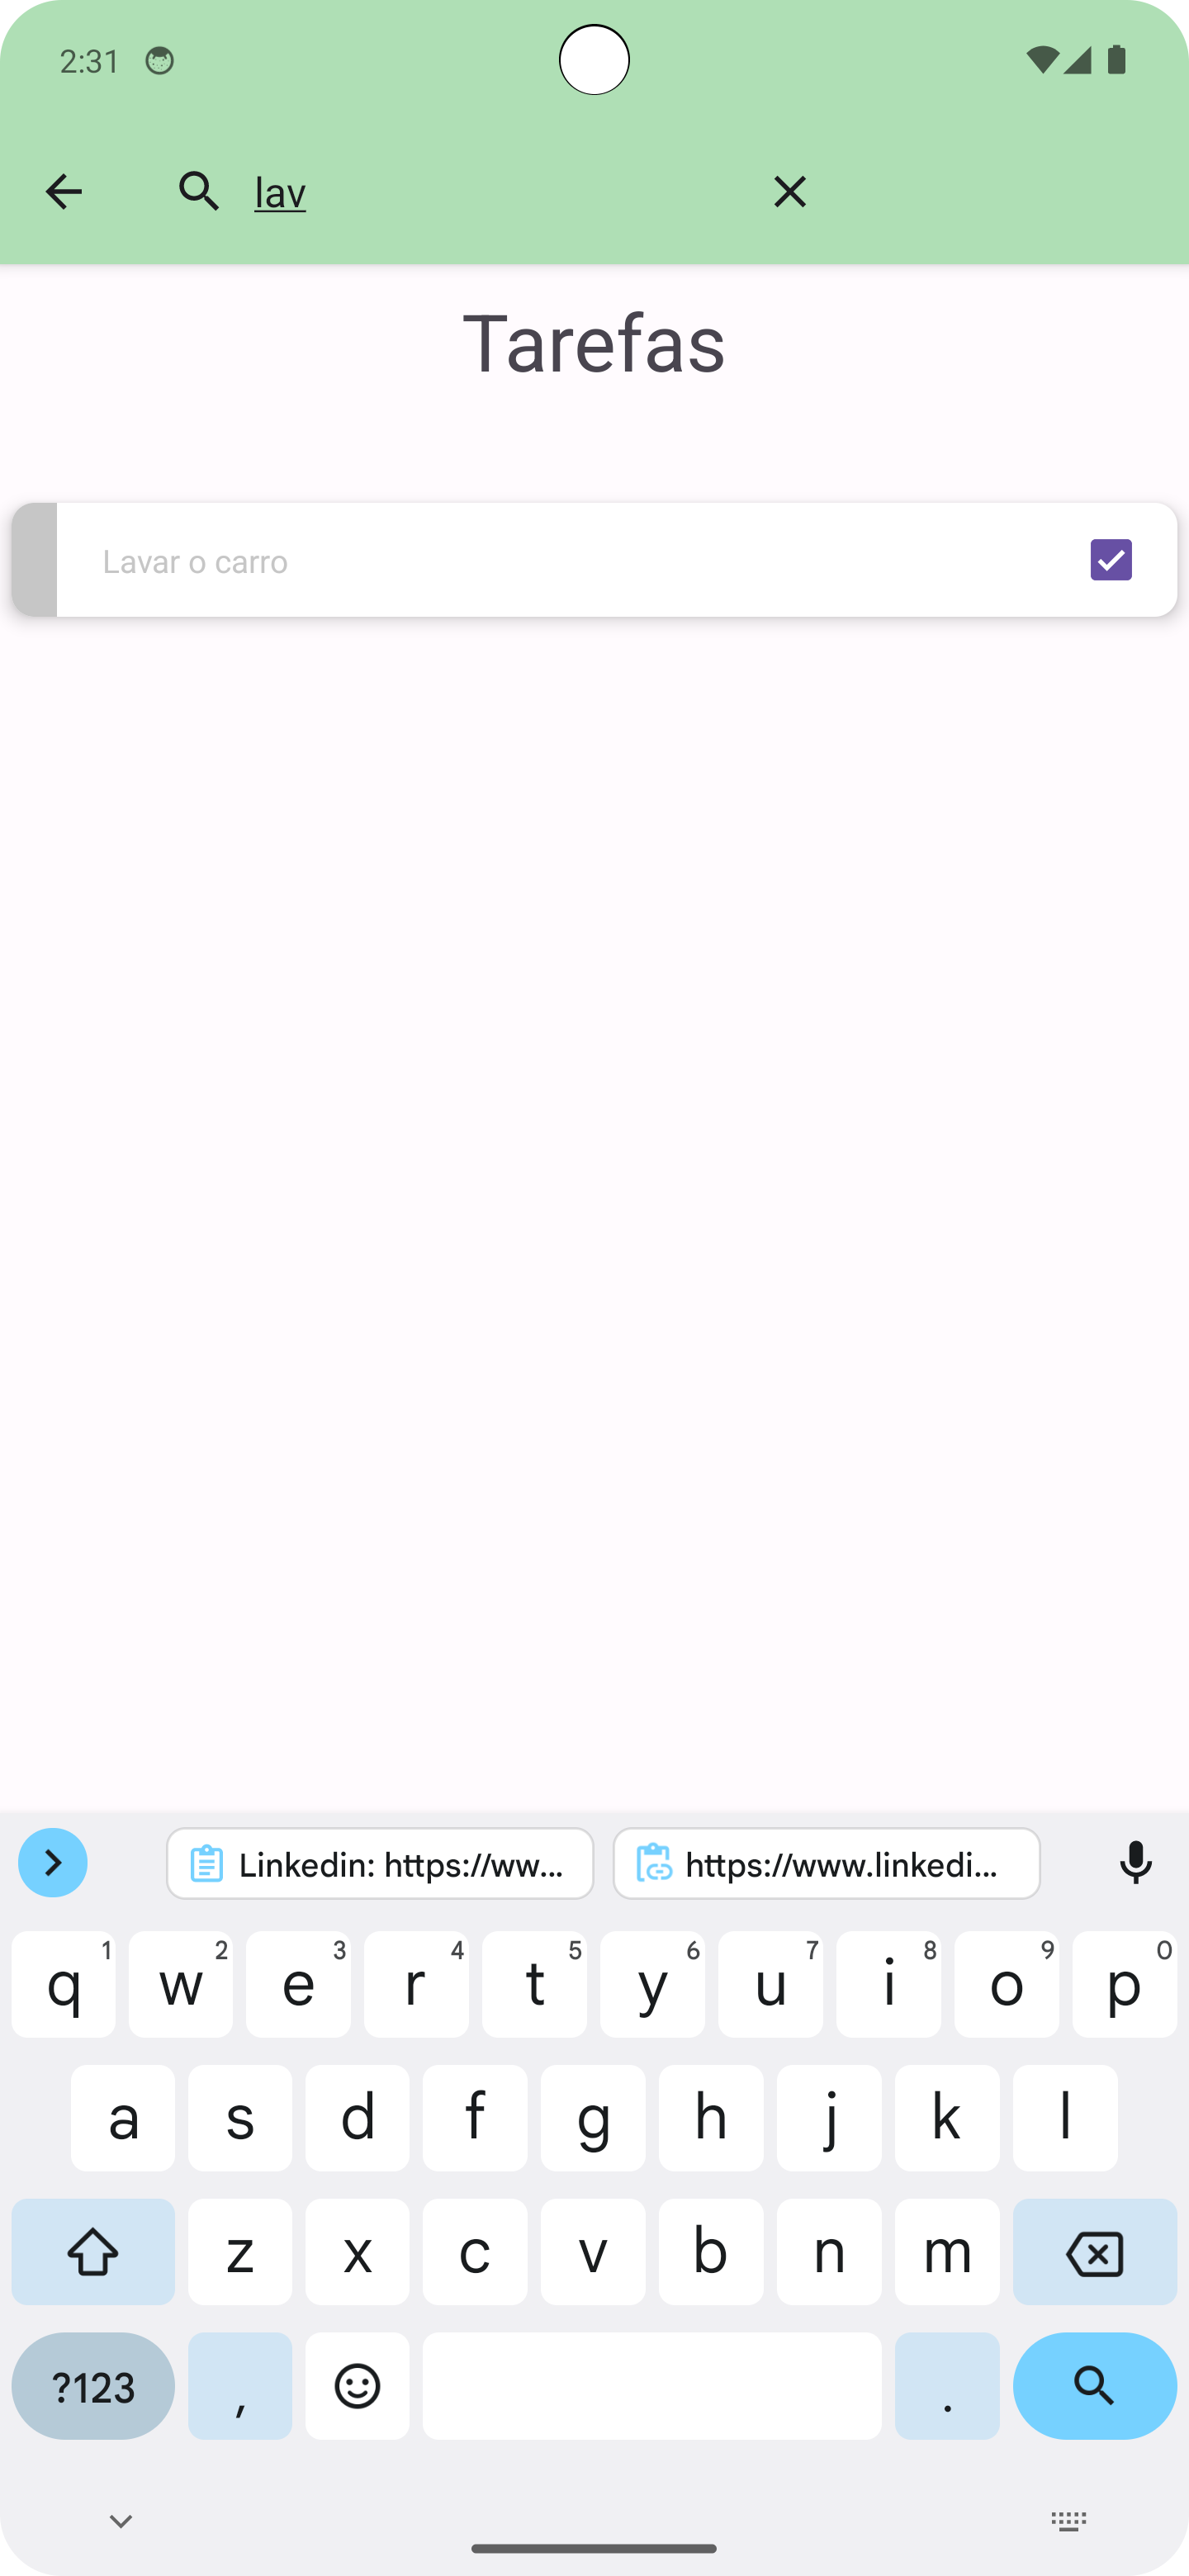 2:31
lav
Tarefas
Lavar o carro
Linkedin: https://ww...
https://www.linkedi...
q 1 w 2 e 3 r 4 t 5 y 6 u 7 i 8 o 9 p 0
a s d f g h j k l
z x c v b n m
?123 , .